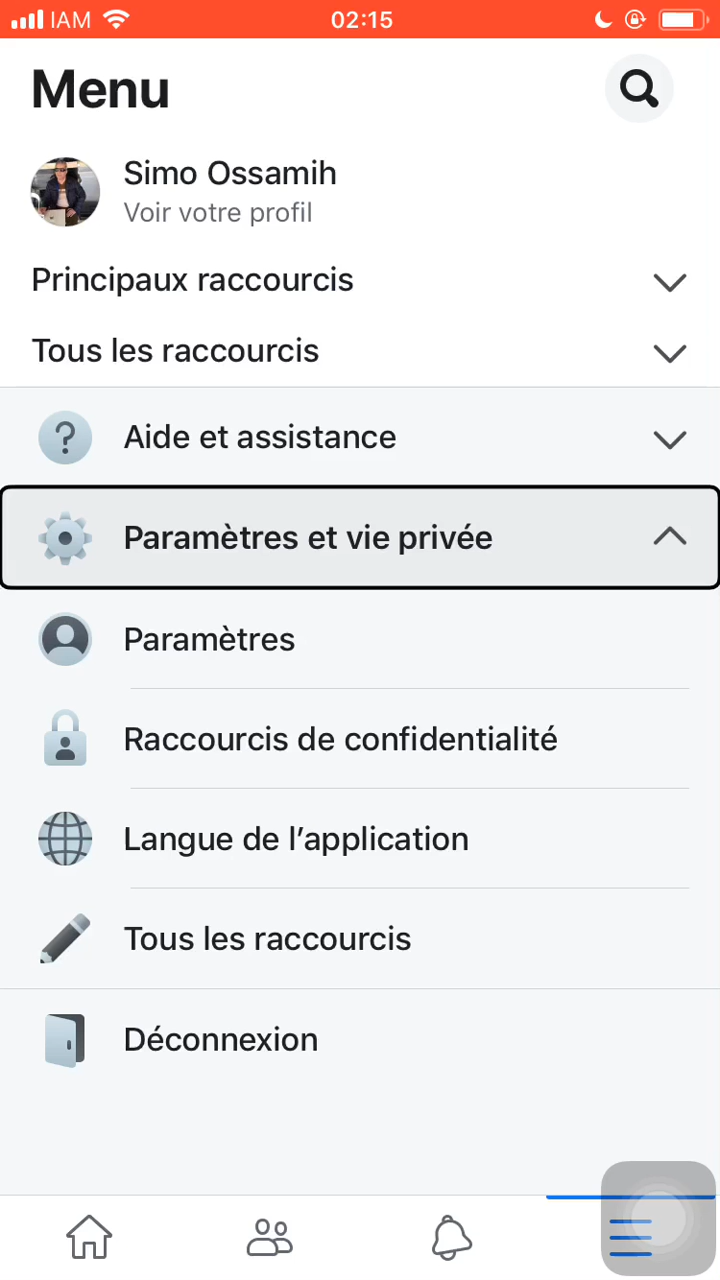 IAM 02:15
Menu
Simo Ossamih
Voir votre profil
Principaux raccourcis
Tous les raccourcis
Aide et assistance
Paramètres et vie privée
Paramètres
Raccourcis de confidentialité
Langue de l’application
Tous les raccourcis
Déconnexion